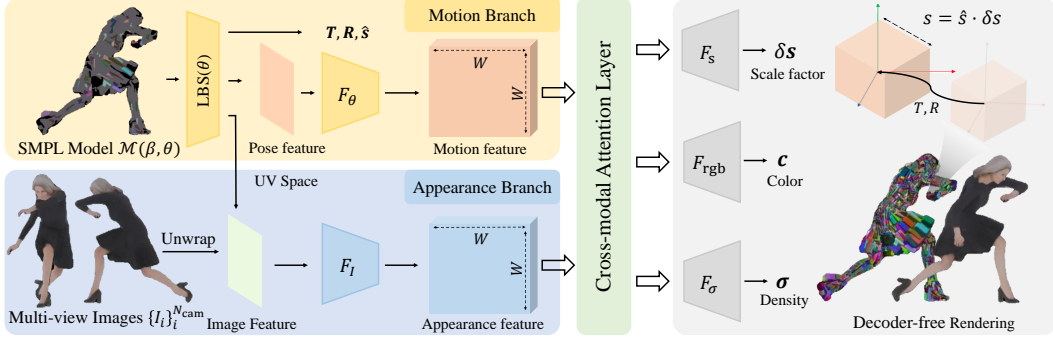 Motion Branch
SMPL Model ℳ(β, θ)
LBS(θ)
T, R, ŝ
Pose feature
F_θ
W
W
Motion feature
UV Space
Appearance Branch
Unwrap
Multi-view Images {I_i}_i^{N_cam}
Image Feature
F_I
W
W
Appearance feature
Cross-modal Attention Layer
F_s
δs
Scale factor
F_rgb
c
Color
F_σ
σ
Density
s = ŝ · δs
T, R
Decoder-free Rendering